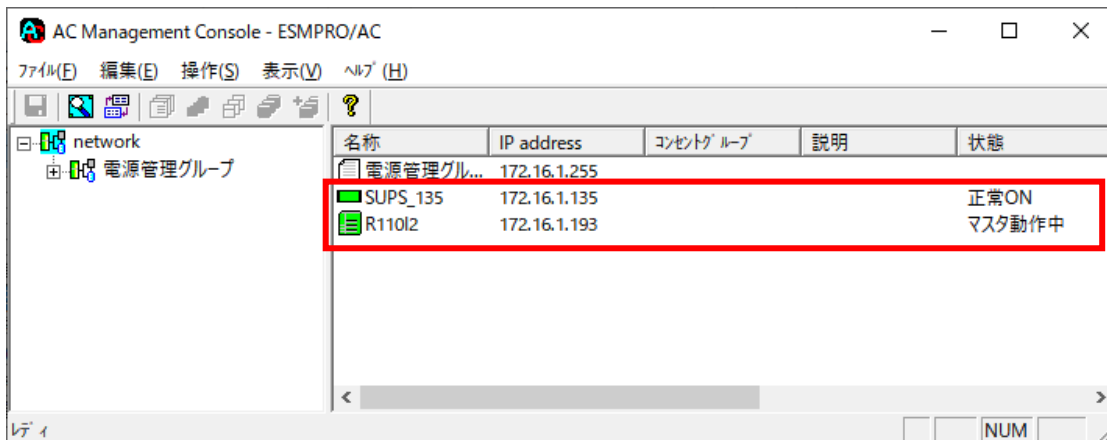 AC Management Console - ESMPRO/AC
ファイル(F) 編集(E) 操作(S) 表示(V) ヘルプ(H)
network
電源管理グループ
名称 IP address コンセントグループ 説明 状態
電源管理グル... 172.16.1.255
SUPS_135 172.16.1.135 正常ON
R110l2 172.16.1.193 マスタ動作中
レディ NUM